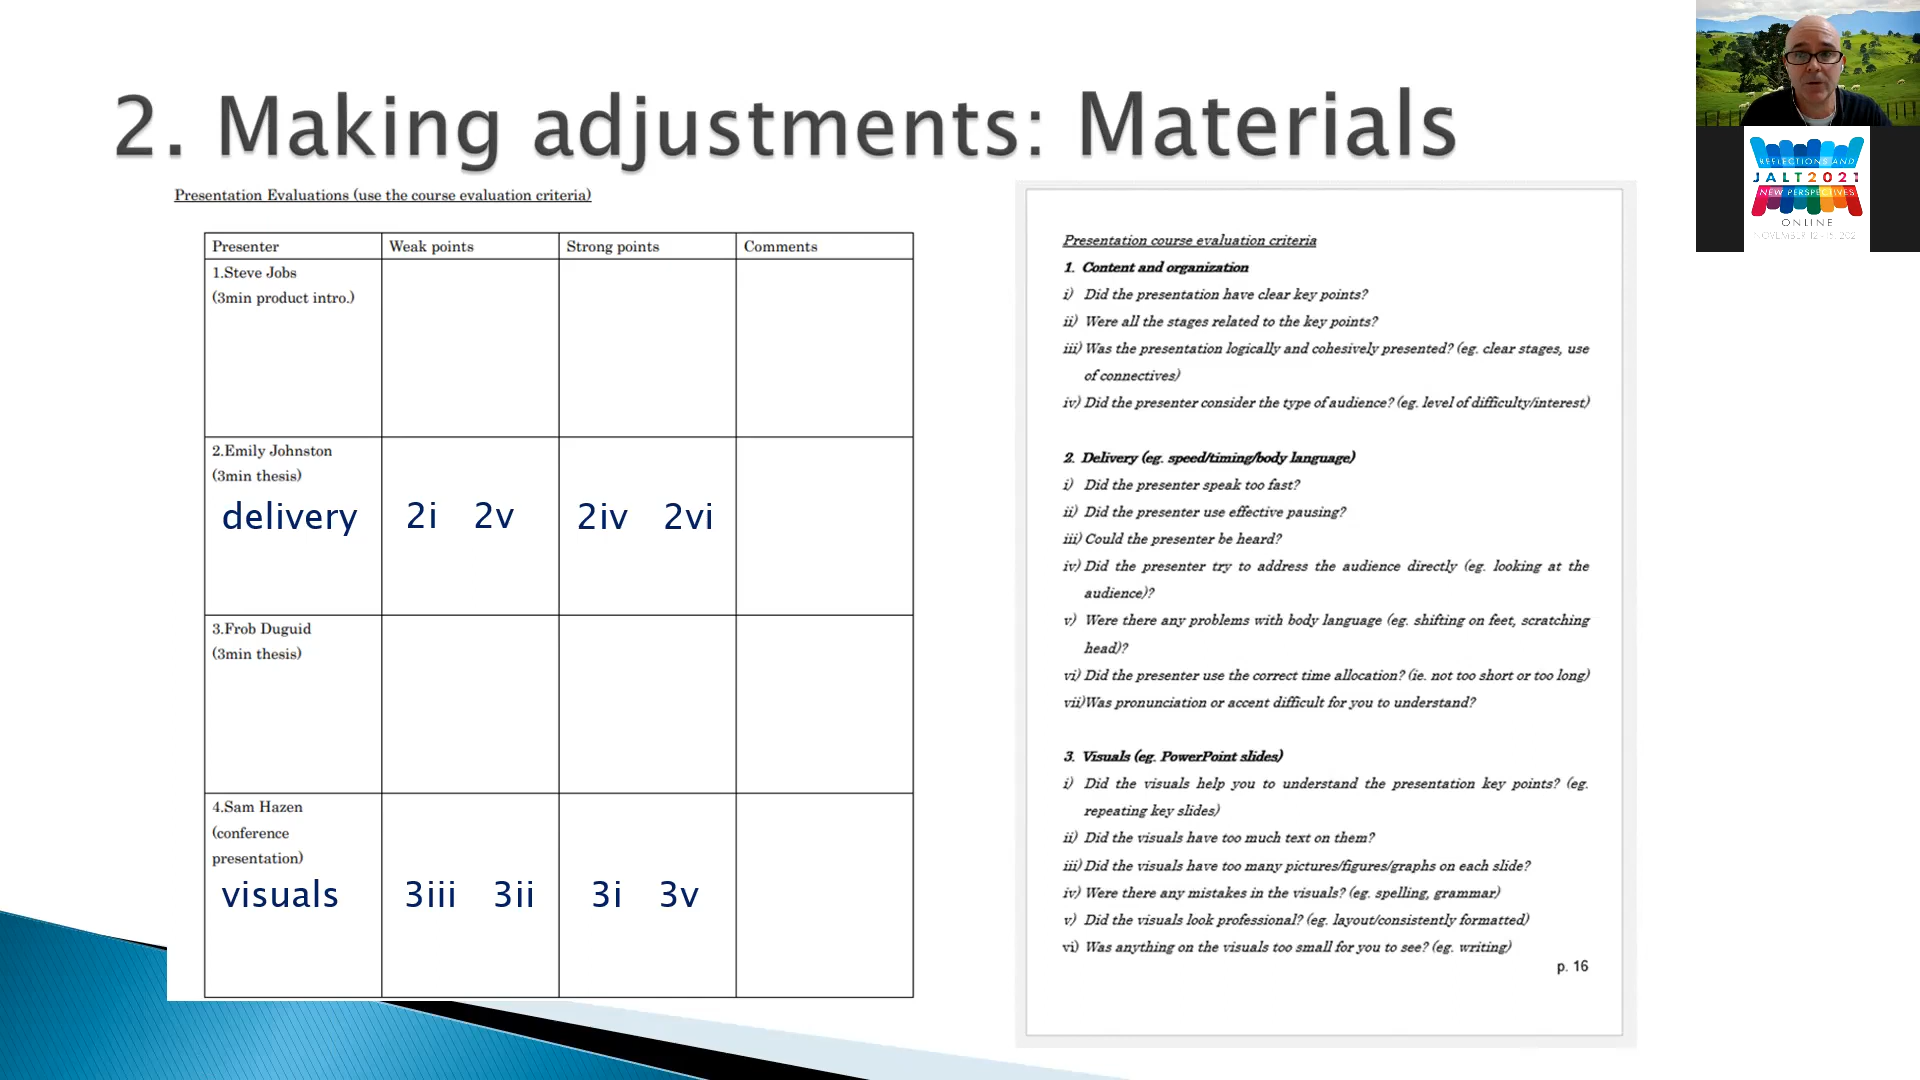 2. Making adjustments: Materials
Presentation Evaluations (use the course evaluation criteria)
Presenter Weak points Strong points Comments
1.Steve Jobs
(3min product intro.)
2.Emily Johnston
(3min thesis)
delivery 2i 2v 2iv 2vi
3.Frob Duguid
(3min thesis)
4.Sam Hazen
(conference
presentation)
visuals 3iii 3ii 3i 3v
Presentation course evaluation criteria
1. Content and organization
i) Did the presentation have clear key points?
ii) Were all the stages related to the key points?
iii) Was the presentation logically and cohesively presented? (eg. clear stages, use
of connectives)
iv) Did the presenter consider the type of audience? (eg. level of difficulty/interest)
2. Delivery (eg. speed/timing/body language)
i) Did the presenter speak too fast?
ii) Did the presenter use effective pausing?
iii) Could the presenter be heard?
iv) Did the presenter try to address the audience directly (eg. looking at the
audience)?
v) Were there any problems with body language (eg. shifting on feet, scratching
head)?
vi) Did the presenter use the correct time allocation? (ie. not too short or too long)
vii)Was pronunciation or accent difficult for you to understand?
3. Visuals (eg. PowerPoint slides)
i) Did the visuals help you to understand the presentation key points? (eg.
repeating key slides)
ii) Did the visuals have too much text on them?
iii) Did the visuals have too many pictures/figures/graphs on each slide?
iv) Were there any mistakes in the visuals? (eg. spelling, grammar)
v) Did the visuals look professional? (eg. layout/consistently formatted)
vi) Was anything on the visuals too small for you to see? (eg. writing)
p. 16
REFLECTIONS AND
JALT2021
NEW PERSPECTIVES
ONLINE